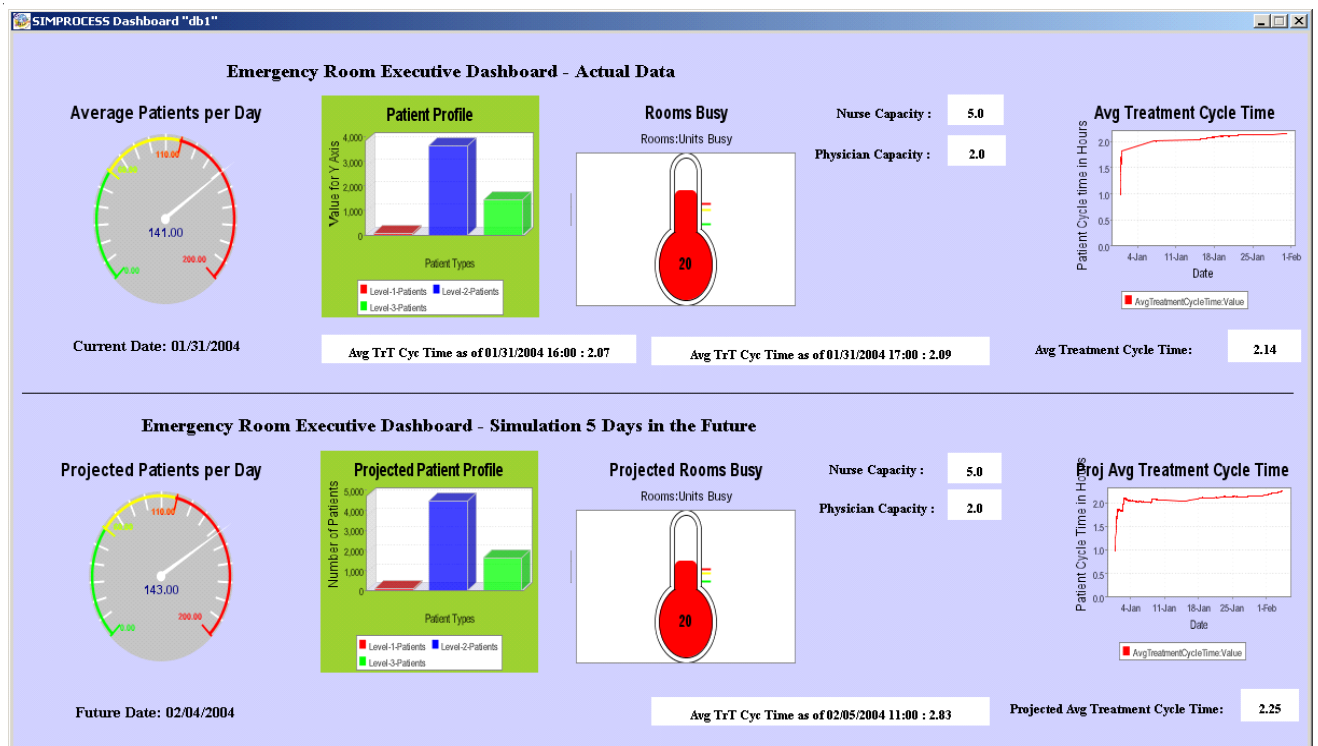 SIMPROCESS Dashboard "db1"
Emergency Room Executive Dashboard - Actual Data
Average Patients per Day
110.00
141.00
0.00
200.00
Current Date: 01/31/2004
Patient Profile
Value for Y Axis
4,000
3,000
2,000
1,000
0
Patient Types
Level-1-Patients Level-2-Patients
Level-3-Patients
Avg TrT Cyc Time as of 01/31/2004 16:00 : 2.07
Rooms Busy
Rooms:Units Busy
20
Avg TrT Cyc Time as of 01/31/2004 17:00 : 2.09
Nurse Capacity : 5.0
Physician Capacity : 2.0
Avg Treatment Cycle Time
Patient Cycle time in Hours
2.0
1.5
1.0
0.5
0.0
4-Jan 11-Jan 18-Jan 25-Jan 1-Feb
Date
AvgTreatmentCycleTime:Value
Avg Treatment Cycle Time: 2.14
Emergency Room Executive Dashboard - Simulation 5 Days in the Future
Projected Patients per Day
110.00
143.00
0.00
200.00
Future Date: 02/04/2004
Projected Patient Profile
Number of Patients
5,000
4,000
3,000
2,000
1,000
0
Patient Types
Level-1-Patients Level-2-Patients
Level-3-Patients
Projected Rooms Busy
Rooms:Units Busy
20
Avg TrT Cyc Time as of 02/05/2004 11:00 : 2.83
Nurse Capacity : 5.0
Physician Capacity : 2.0
Proj Avg Treatment Cycle Time
Patient Cycle Time in Hours
2.0
1.5
1.0
0.5
0.0
4-Jan 11-Jan 18-Jan 25-Jan 1-Feb
Date
AvgTreatmentCycleTime:Value
Projected Avg Treatment Cycle Time: 2.25